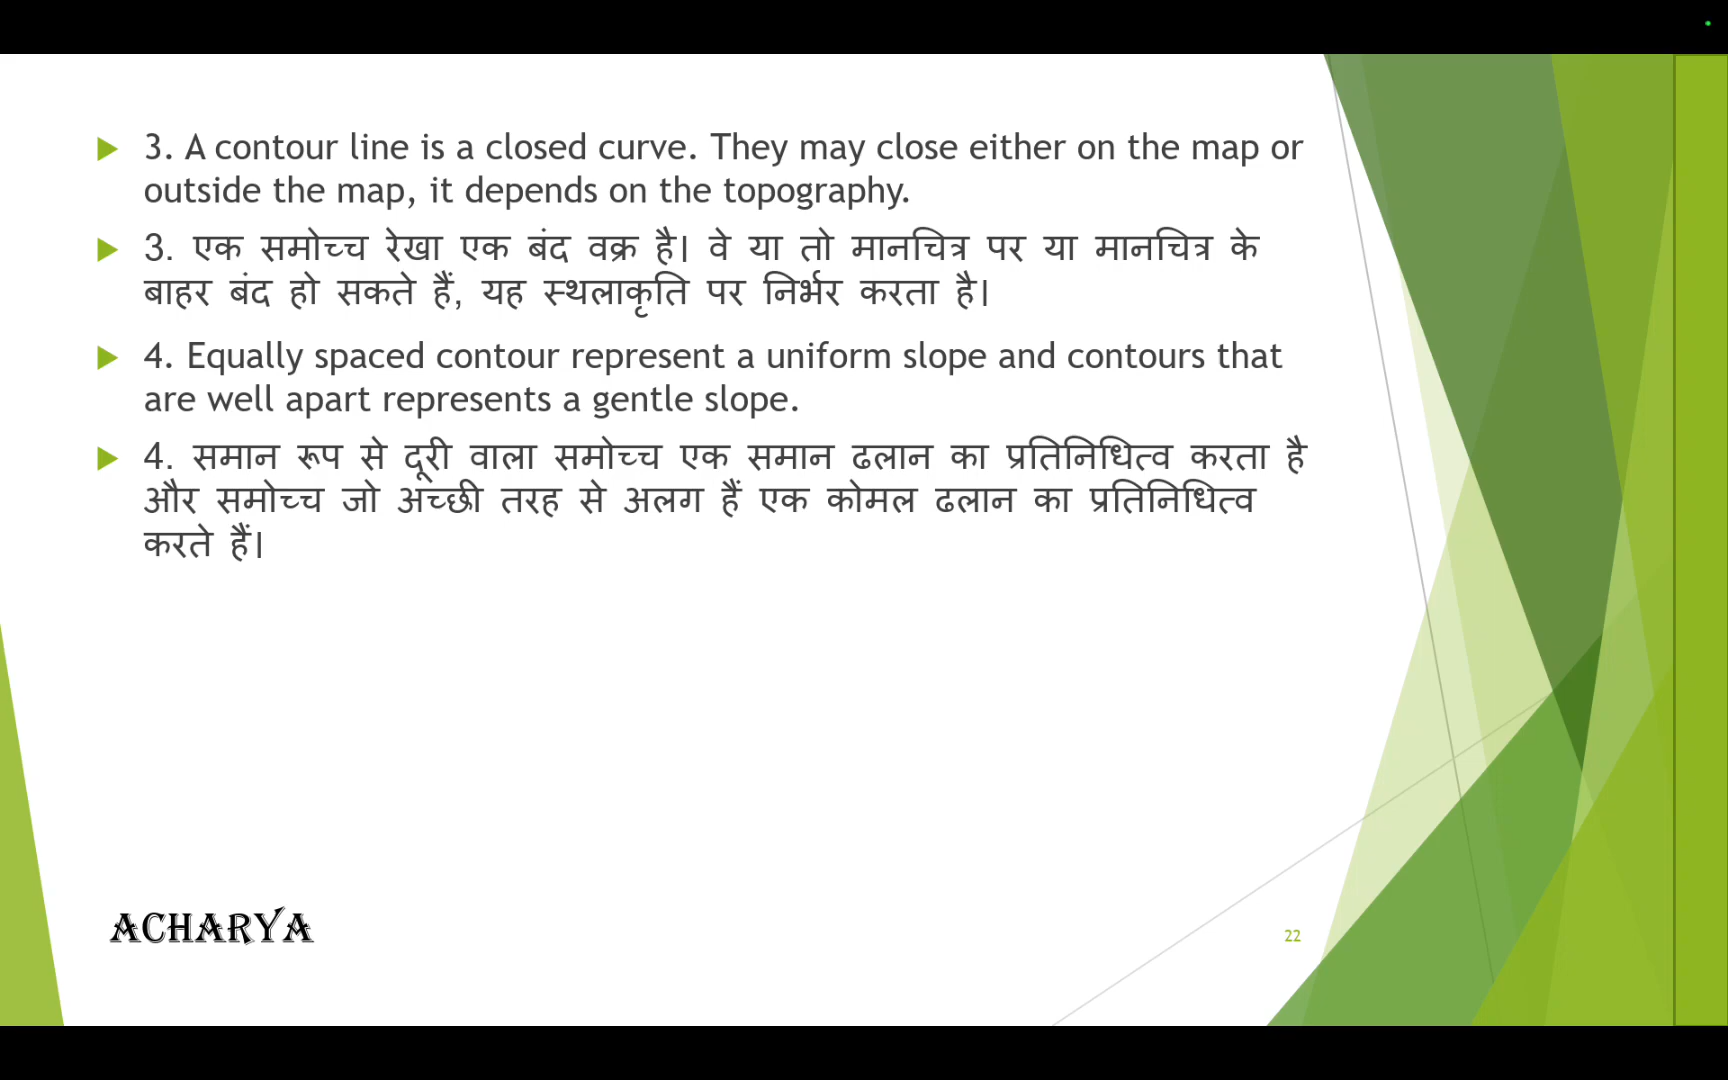 3. A contour line is a closed curve. They may close either on the map or
outside the map, it depends on the topography.
3. एक समोच्च रेखा एक बंद वक्र है। वे या तो मानचित्र पर या मानचित्र के
बाहर बंद हो सकते हैं, यह स्थलाकृति पर निर्भर करता है।
4. Equally spaced contour represent a uniform slope and contours that
are well apart represents a gentle slope.
4. समान रूप से दूरी वाला समोच्च एक समान ढलान का प्रतिनिधित्व करता है
और समोच्च जो अच्छी तरह से अलग हैं एक कोमल ढलान का प्रतिनिधित्व
करते हैं।
ACHARYA
22